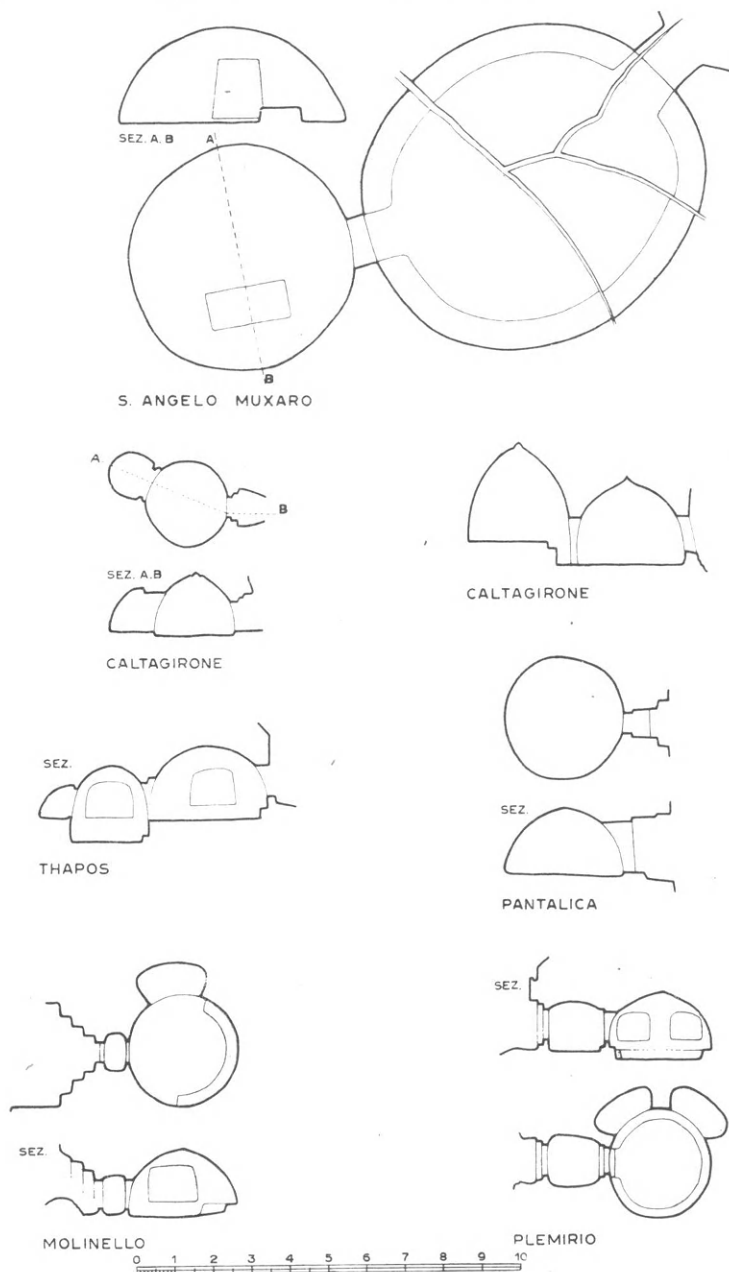 SEZ. A. B
A
B
S. ANGELO MUXARO
A
B
SEZ. A.B
CALTAGIRONE
CALTAGIRONE
SEZ.
THAPOS
SEZ.
PANTALICA
SEZ.
MOLINELLO
SEZ.
PLEMIRIO
0 1 2 3 4 5 6 7 8 9 10